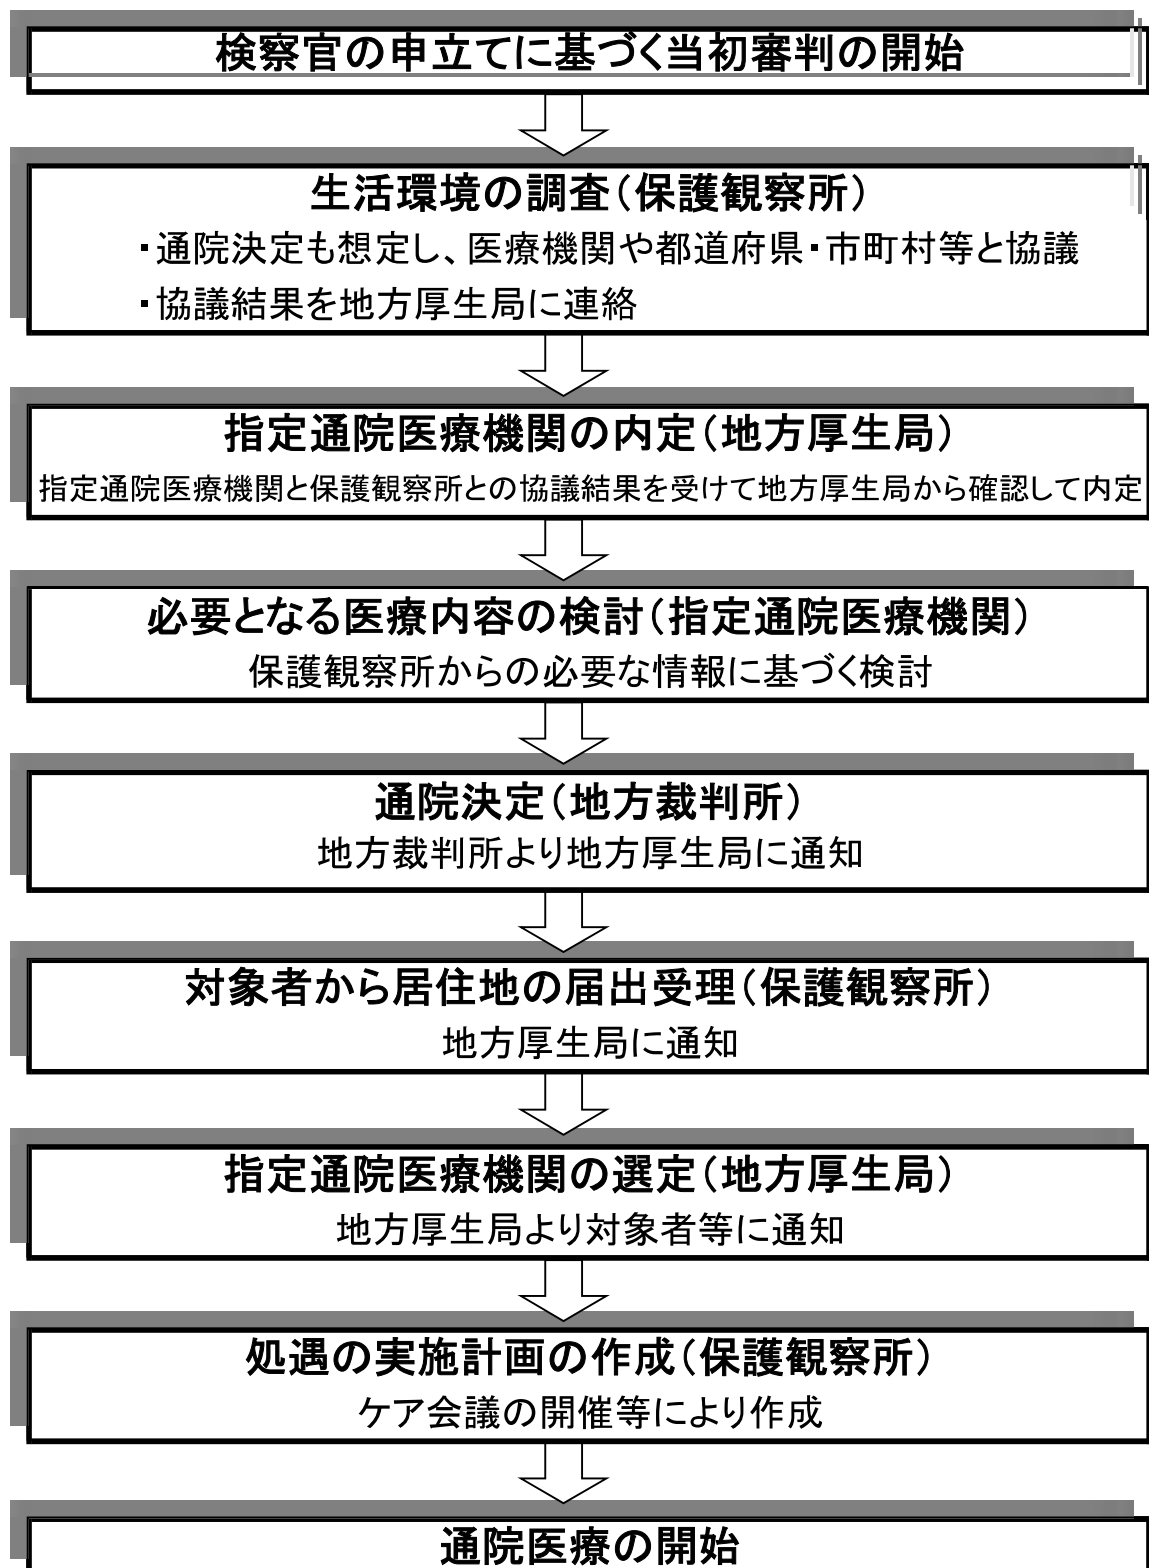 検察官の申立てに基づく当初審判の開始
生活環境の調査（保護観察所）
・通院決定も想定し、医療機関や都道府県・市町村等と協議
・協議結果を地方厚生局に連絡
指定通院医療機関の内定（地方厚生局）
指定通院医療機関と保護観察所との協議結果を受けて地方厚生局から確認して内定
必要となる医療内容の検討（指定通院医療機関）
保護観察所からの必要な情報に基づく検討
通院決定（地方裁判所）
地方裁判所より地方厚生局に通知
対象者から居住地の届出受理（保護観察所）
地方厚生局に通知
指定通院医療機関の選定（地方厚生局）
地方厚生局より対象者等に通知
処遇の実施計画の作成（保護観察所）
ケア会議の開催等により作成
通院医療の開始